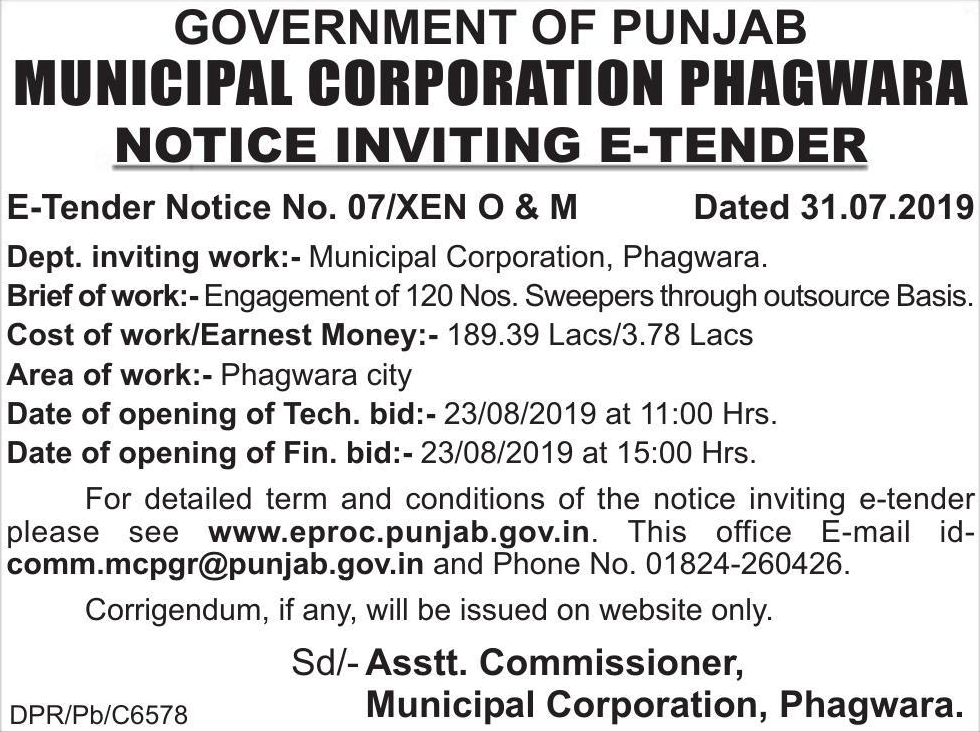 GOVERNMENT OF PUNJAB
MUNICIPAL CORPORATION PHAGWARA
NOTICE INVITING E-TENDER
E-Tender Notice No. 07/XEN O & M Dated 31.07.2019
Dept. inviting work:- Municipal Corporation, Phagwara.
Brief of work:- Engagement of 120 Nos. Sweepers through outsource Basis.
Cost of work/Earnest Money:- 189.39 Lacs/3.78 Lacs
Area of work:- Phagwara city
Date of opening of Tech. bid:- 23/08/2019 at 11:00 Hrs.
Date of opening of Fin. bid:- 23/08/2019 at 15:00 Hrs.
For detailed term and conditions of the notice inviting e-tender
please see www.eproc.punjab.gov.in. This office E-mail id-
comm.mcpgr@punjab.gov.in and Phone No. 01824-260426.
Corrigendum, if any, will be issued on website only.
Sd/- Asstt. Commissioner,
Municipal Corporation, Phagwara.
DPR/Pb/C6578